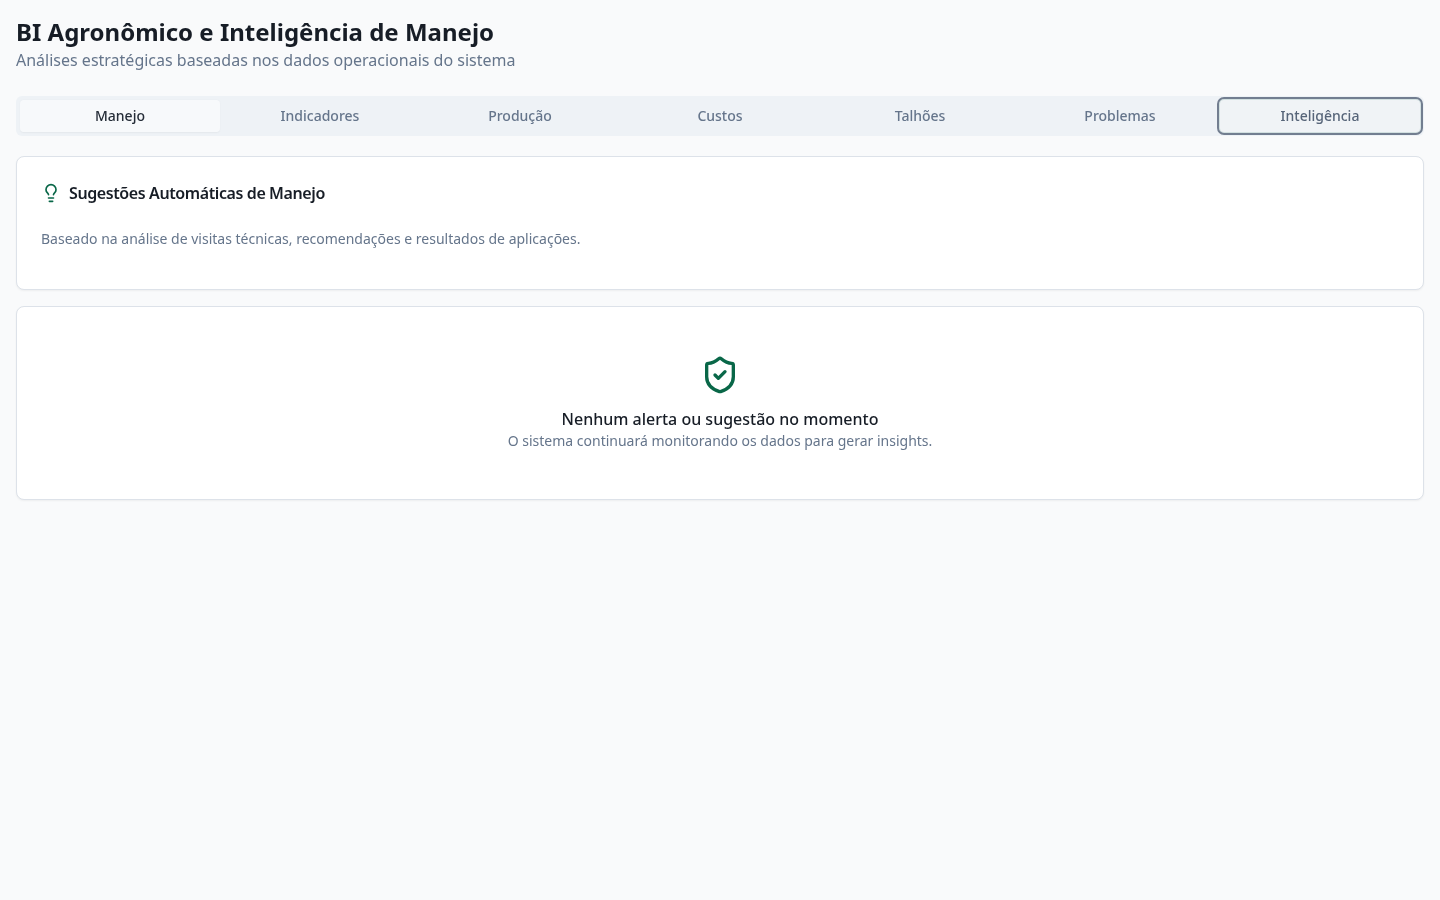 BI Agronômico e Inteligência de Manejo
Análises estratégicas baseadas nos dados operacionais do sistema
Manejo
Indicadores
Produção
Custos
Talhões
Problemas
Inteligência
Sugestões Automáticas de Manejo
Baseado na análise de visitas técnicas, recomendações e resultados de aplicações.
Nenhum alerta ou sugestão no momento
O sistema continuará monitorando os dados para gerar insights.